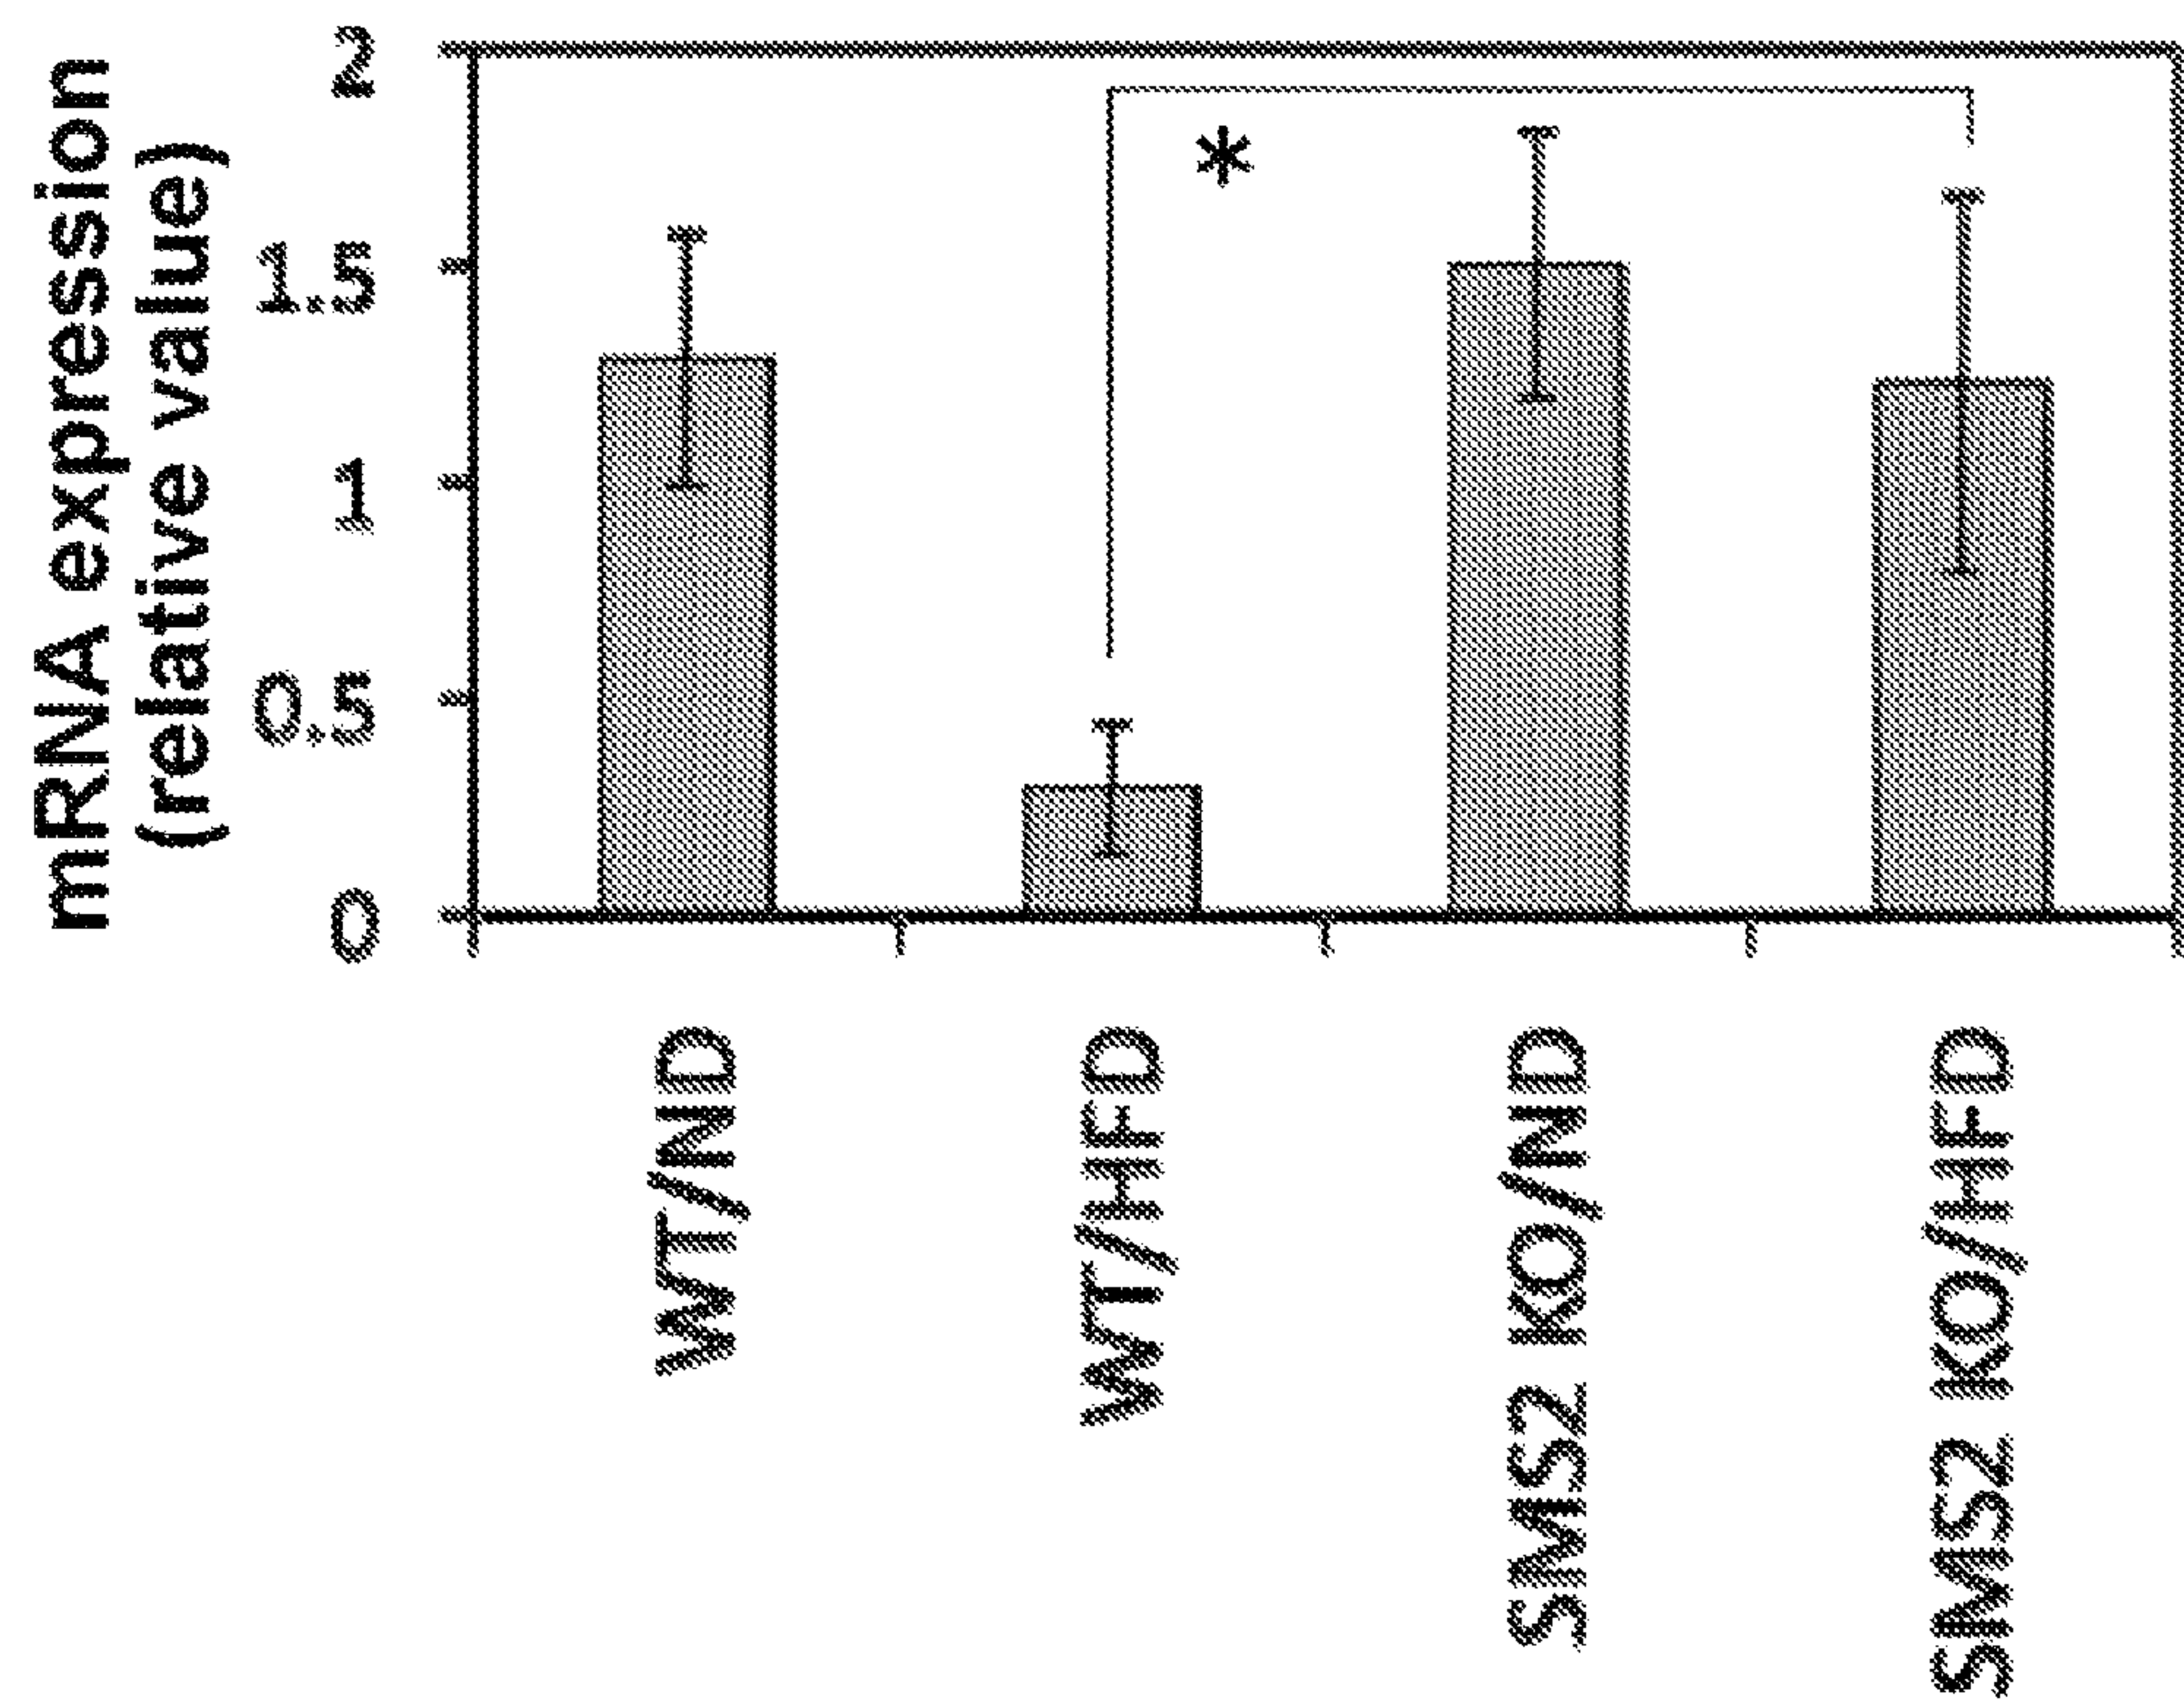 mRNA expression
(relative value)
2
1.5
1
0.5
0
*
WT/ND
WT/HFD
SMS2 KO/ND
SMS2 KO/HFD